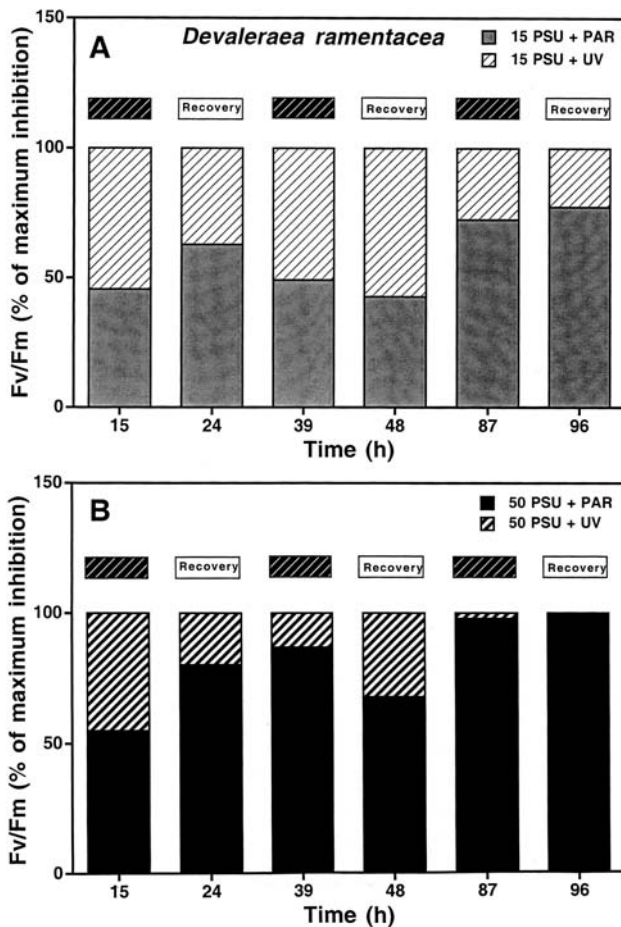 150
A
Devaleraea ramentacea
15 PSU + PAR
15 PSU + UV
Recovery
Recovery
Recovery
100
50
0
Fv/Fm (% of maximum inhibition)
15 24 39 48 87 96
Time (h)
150
B
50 PSU + PAR
50 PSU + UV
Recovery
Recovery
Recovery
100
50
0
Fv/Fm (% of maximum inhibition)
15 24 39 48 87 96
Time (h)